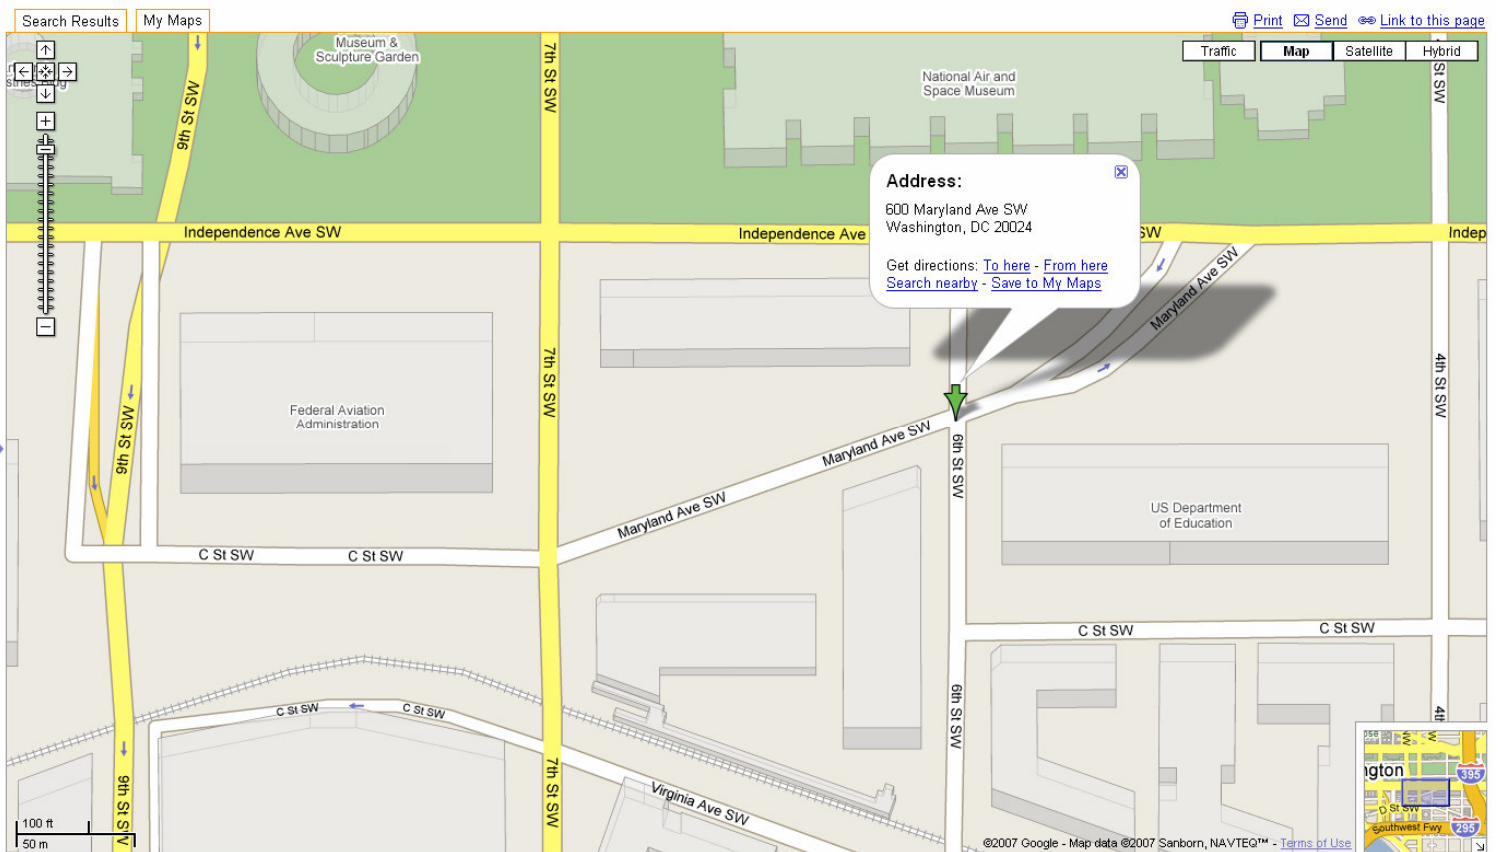 Search Results
My Maps
Print
Send
Link to this page
Traffic
Map
Satellite
Hybrid
Museum &
Sculpture Garden
National Air and
Space Museum
9th St SW
7th St SW
St SW
Address:
600 Maryland Ave SW
Washington, DC 20024
Get directions: To here - From here
Search nearby - Save to My Maps
Independence Ave SW
Independence Ave
SW
Indep
Maryland Ave SW
7th St SW
4th St SW
Federal Aviation
Administration
9th St SW
Maryland Ave SW
6th St SW
Maryland Ave SW
US Department
of Education
C St SW
C St SW
C St SW
C St SW
C St SW
C St SW
6th St SW
4th
7th St SW
9th St SW
Virginia Ave SW
ngton
395
D St SW
Southwest Fwy
295
100 ft
50 m
©2007 Google - Map data ©2007 Sanborn, NAVTEQ™ - Terms of Use